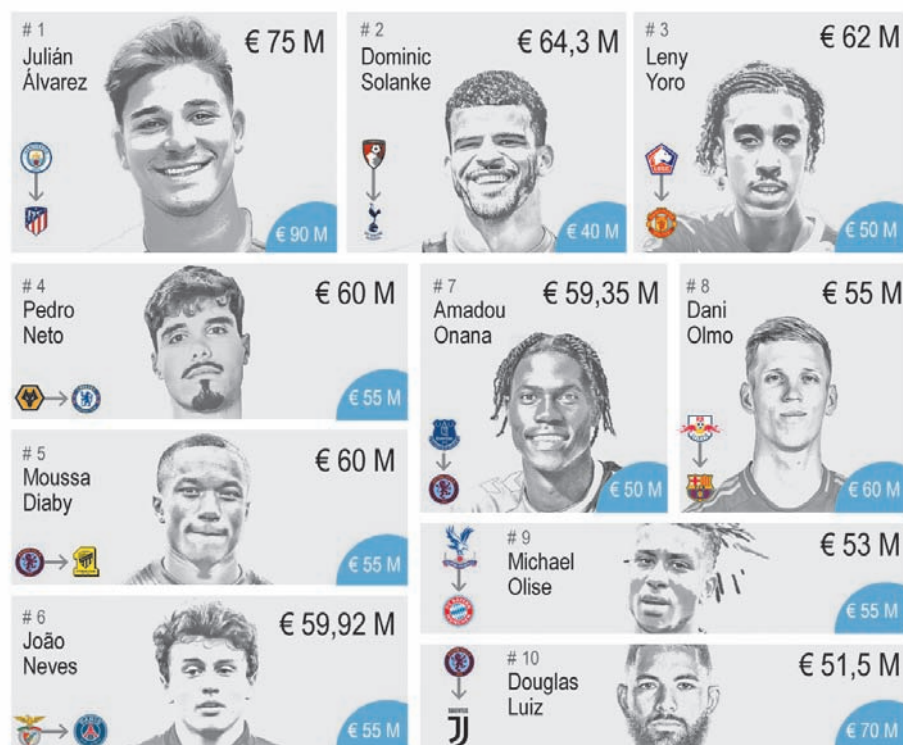 # 1
Julián
Álvarez
€ 75 M
€ 90 M
# 2
Dominic
Solanke
€ 64,3 M
€ 40 M
# 3
Leny
Yoro
€ 62 M
€ 50 M
# 4
Pedro
Neto
€ 60 M
€ 55 M
# 5
Moussa
Diaby
€ 60 M
€ 55 M
# 6
João
Neves
€ 59,92 M
€ 55 M
# 7
Amadou
Onana
€ 59,35 M
€ 50 M
# 8
Dani
Olmo
€ 55 M
€ 60 M
# 9
Michael
Olise
€ 53 M
€ 55 M
# 10
Douglas
Luiz
€ 51,5 M
€ 70 M